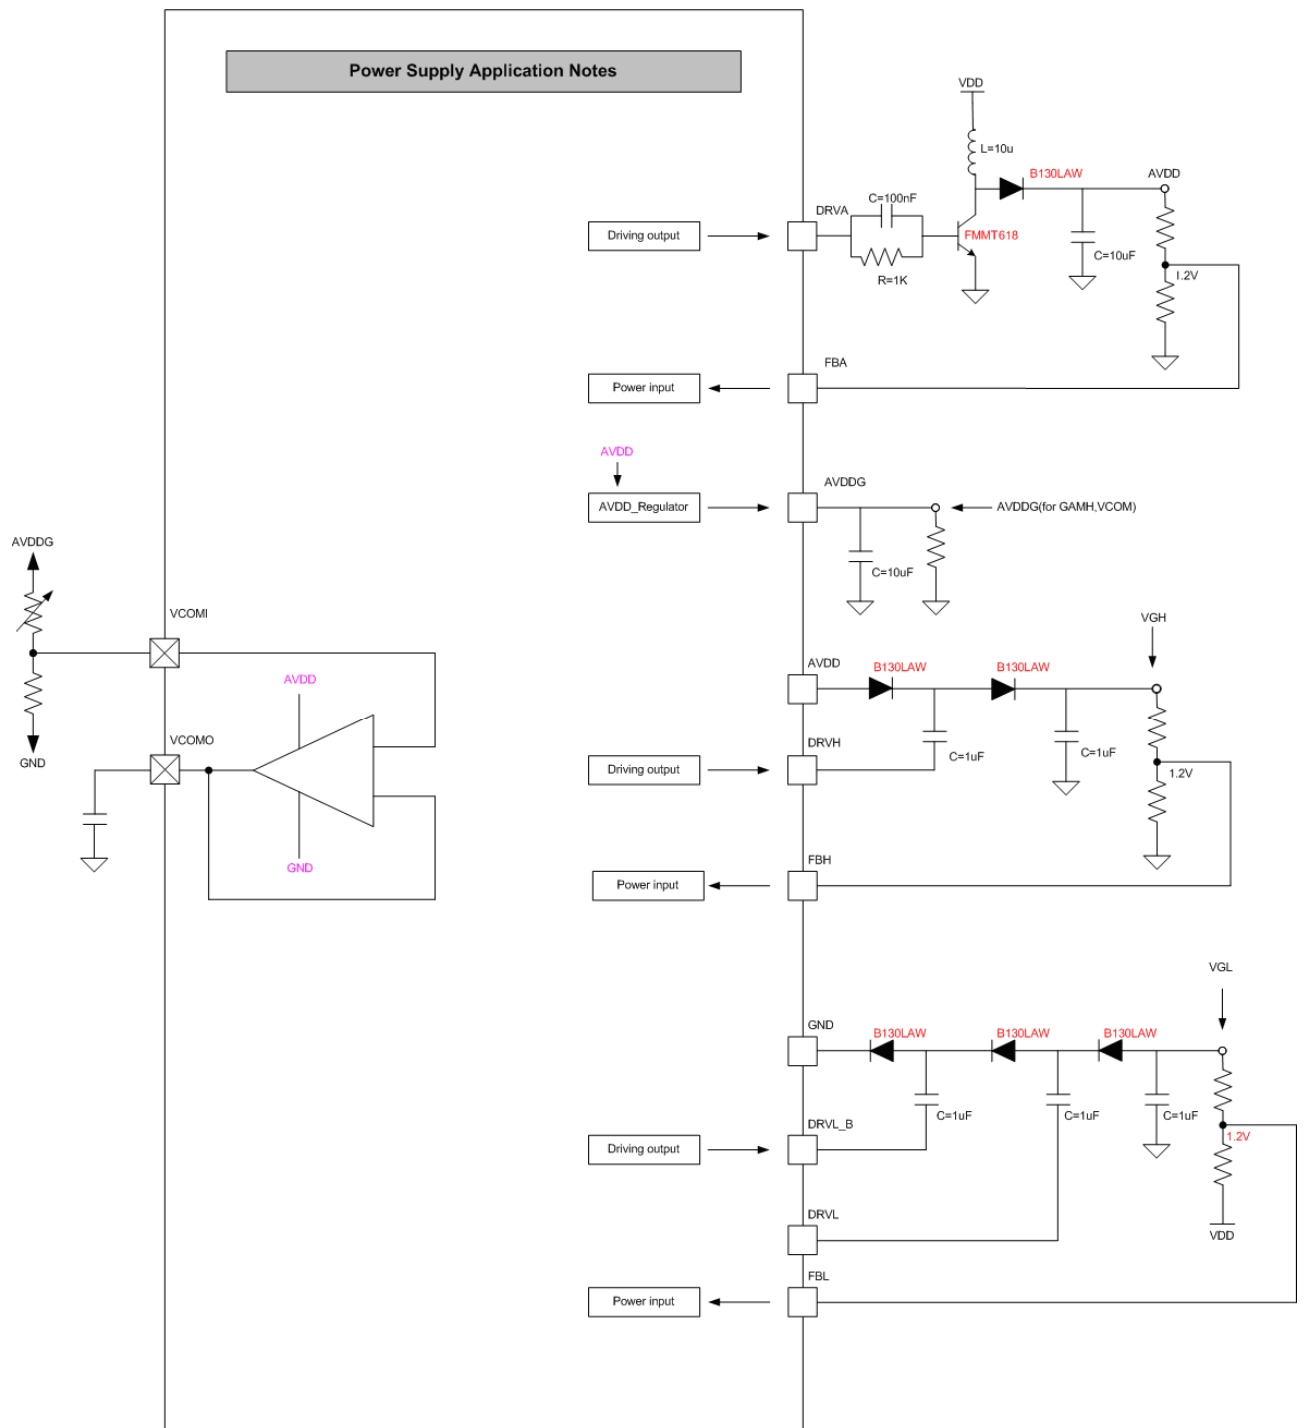 Power Supply Application Notes
VDD
L=10u
B130LAW
AVDD
C=100nF
DRVA
Driving output
FMMT618
C=10uF
R=1K
1.2V
FBA
Power input
AVDD
AVDDG
AVDD_Regulator
AVDDG(for GAMH,VCOM)
C=10uF
AVDDG
VCOMI
VGH
AVDD
B130LAW
B130LAW
AVDD
VCOMO
DRVH
GND
C=1uF
C=1uF
Driving output
1.2V
GND
FBH
Power input
VGL
GND
B130LAW
B130LAW
B130LAW
C=1uF
C=1uF
C=1uF
DRVL_B
1.2V
Driving output
DRVL
VDD
FBL
Power input